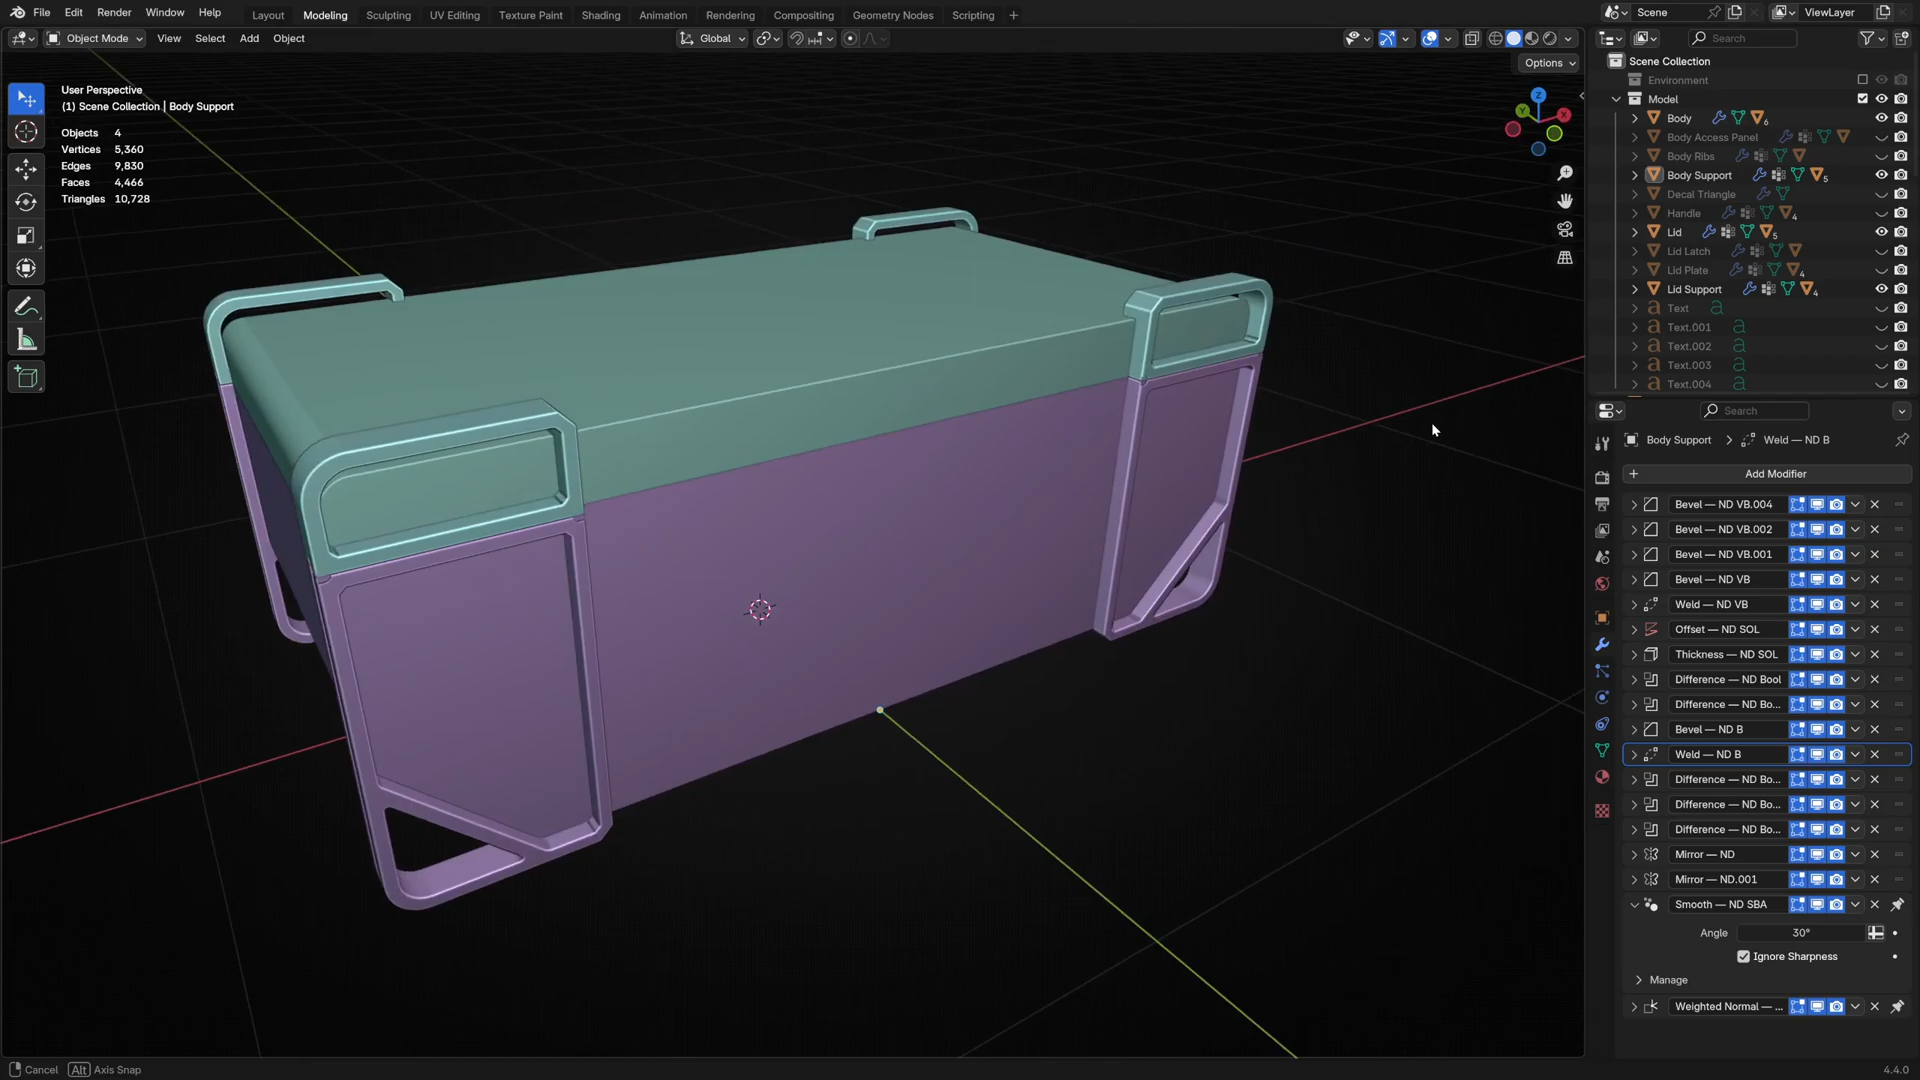 File Edit Render Window Help
Layout Modeling Sculpting UV Editing Texture Paint Shading Animation Rendering Compositing Geometry Nodes Scripting +
Scene ViewLayer
Object Mode View Select Add Object
Global
Search
Options
User Perspective
(1) Scene Collection | Body Support
Objects 4
Vertices 5,360
Edges 9,830
Faces 4,466
Triangles 10,728
Z
Y
X
Scene Collection
Environment
Model
Body 6
Body Access Panel
Body Ribs
Body Support 5
Decal Triangle
Handle 4
Lid 5
Lid Latch
Lid Plate 4
Lid Support 4
Text
Text.001
Text.002
Text.003
Text.004
Search
Body Support > Weld — ND B
+ Add Modifier
Bevel — ND VB.004
Bevel — ND VB.002
Bevel — ND VB.001
Bevel — ND VB
Weld — ND VB
Offset — ND SOL
Thickness — ND SOL
Difference — ND Bool
Difference — ND Bo...
Bevel — ND B
Weld — ND B
Difference — ND Bo...
Difference — ND Bo...
Difference — ND Bo...
Mirror — ND
Mirror — ND.001
Smooth — ND SBA
Angle 30°
Ignore Sharpness
Manage
Weighted Normal — ...
Cancel Alt Axis Snap
4.4.0